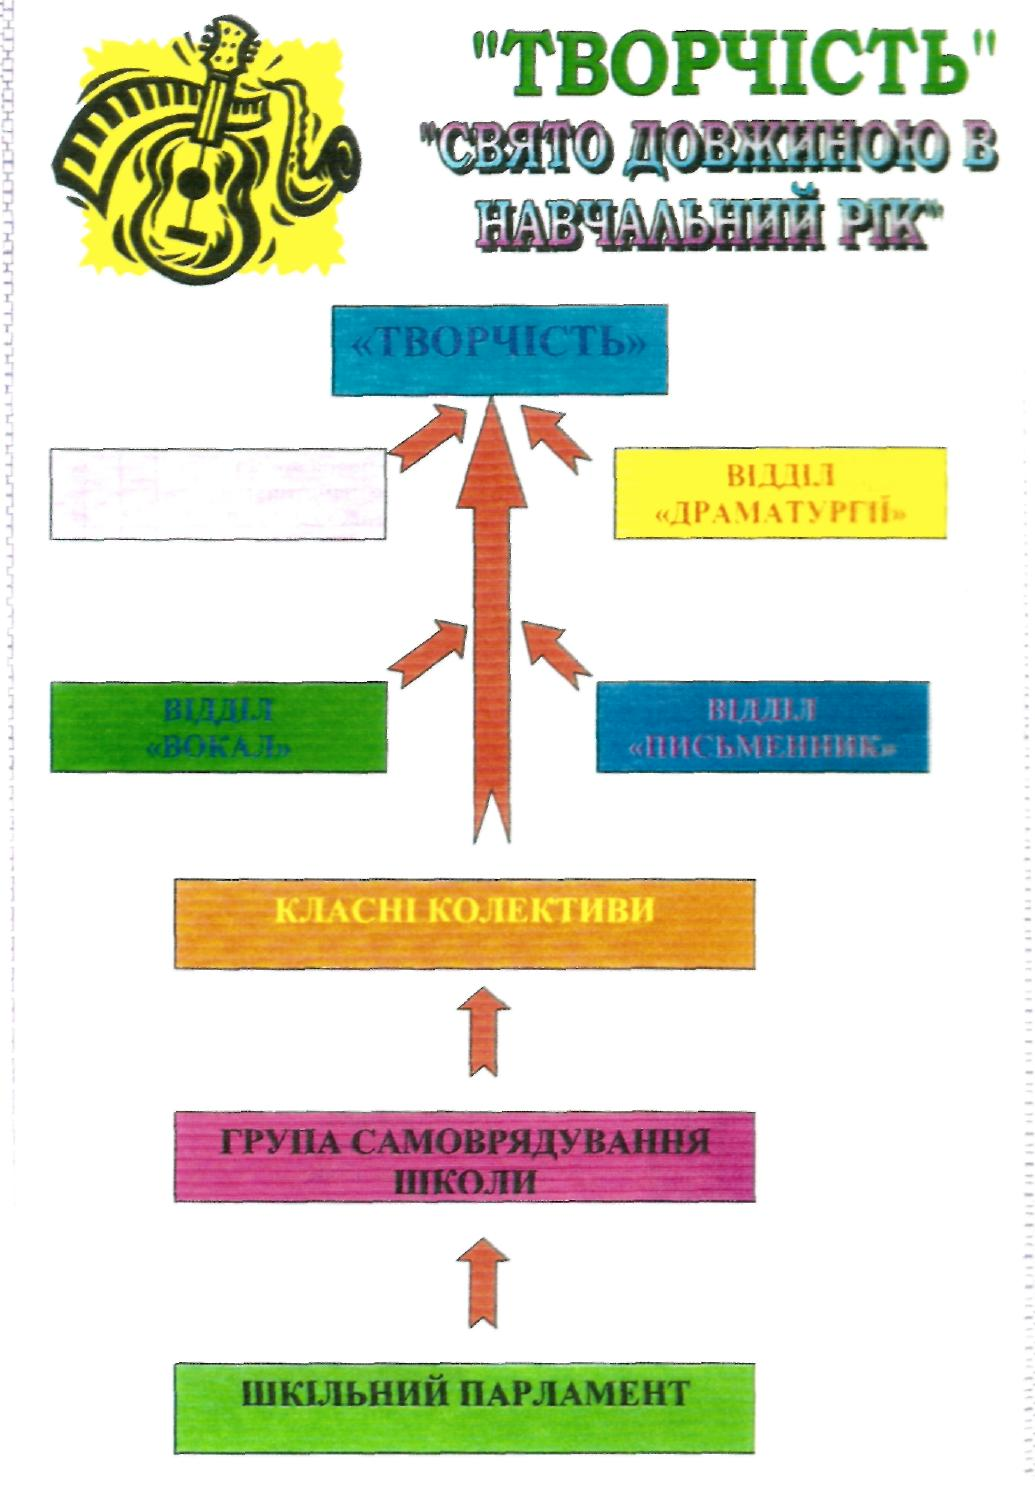 "ТВОРЧІСТЬ"
"СВЯТО ДОВЖИНОЮ В
НАВЧАЛЬНИЙ РІК"
«ТВОРЧІСТЬ»
ВІДДІЛ
«ДРАМАТУРГІЇ»
ВІДДІЛ
«ВОКАЛ»
ВІДДІЛ
«ПИСЬМЕННИК»
КЛАСНІ КОЛЕКТИВИ
ГРУПА САМОВРЯДУВАННЯ
ШКОЛИ
ШКІЛЬНИЙ ПАРЛАМЕНТ